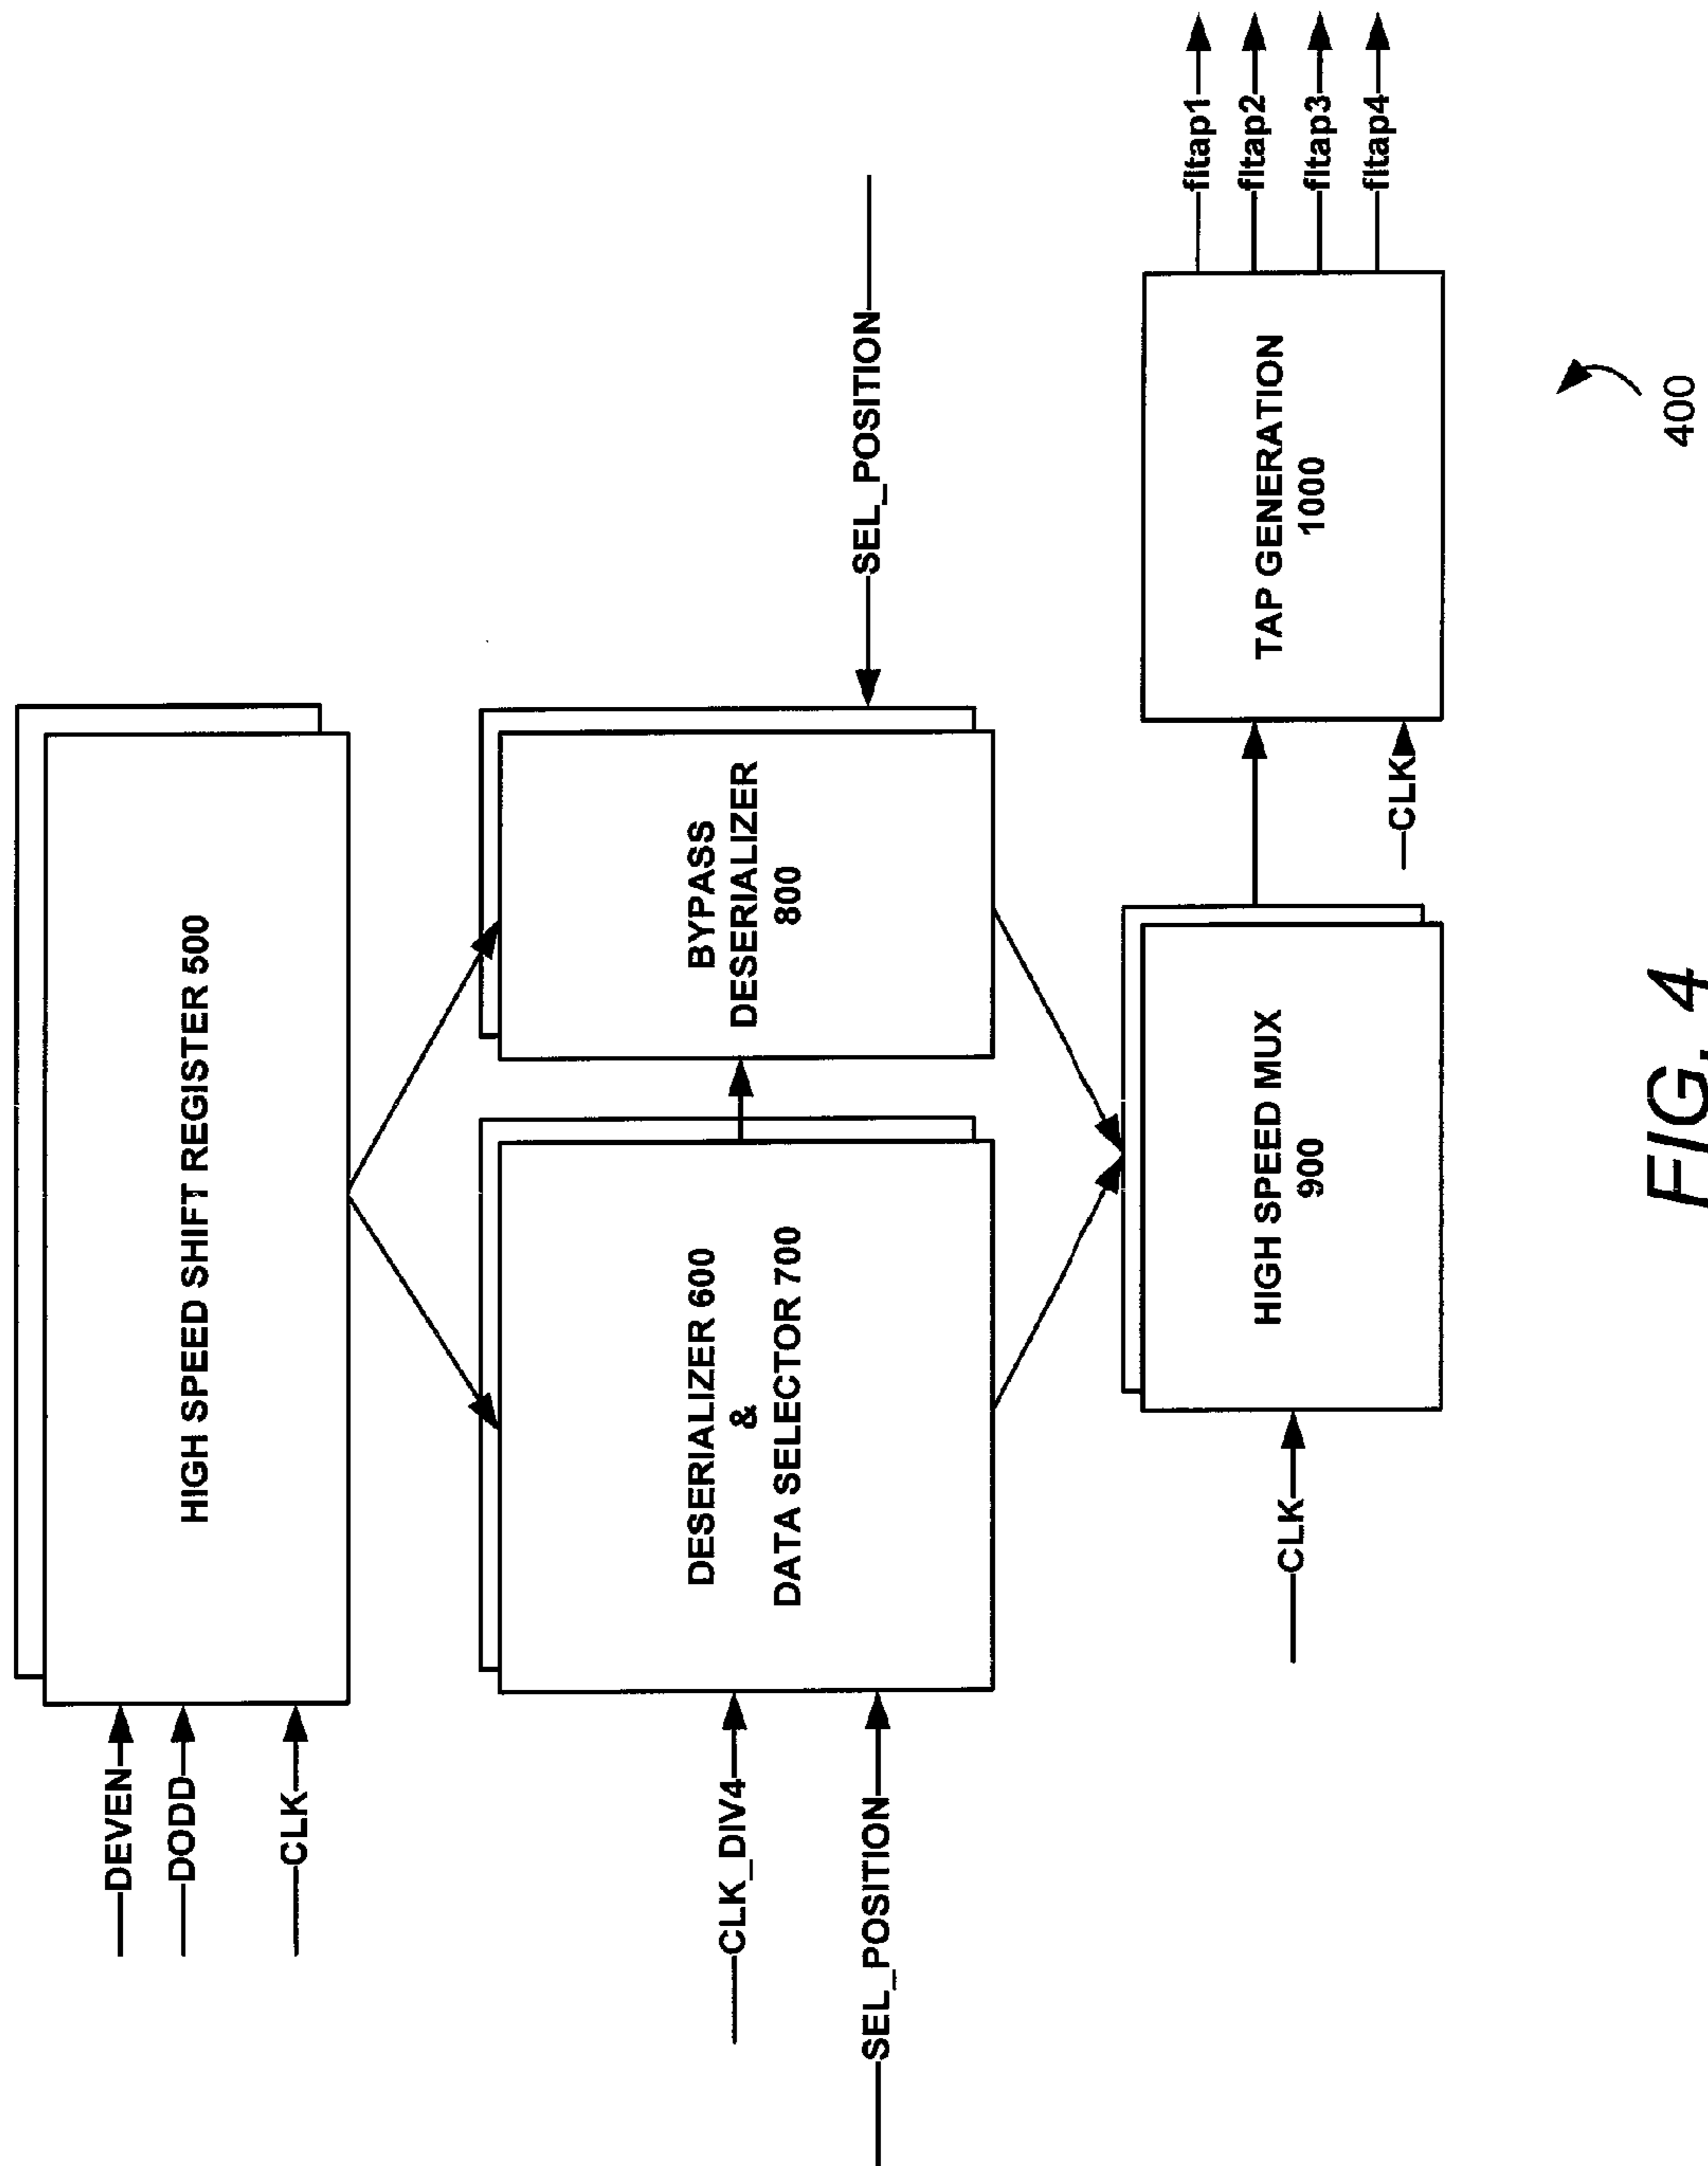 DEVEN
DODD
CLK
HIGH SPEED SHIFT REGISTER 500
CLK_DIV4
SEL_POSITION
DESERIALIZER 600
&
DATA SELECTOR 700
BYPASS
DESERIALIZER
800
SEL_POSITION
CLK
HIGH SPEED MUX
900
CLK
TAP GENERATION
1000
fltap1
fltap2
fltap3
fltap4
400
FIG. 4